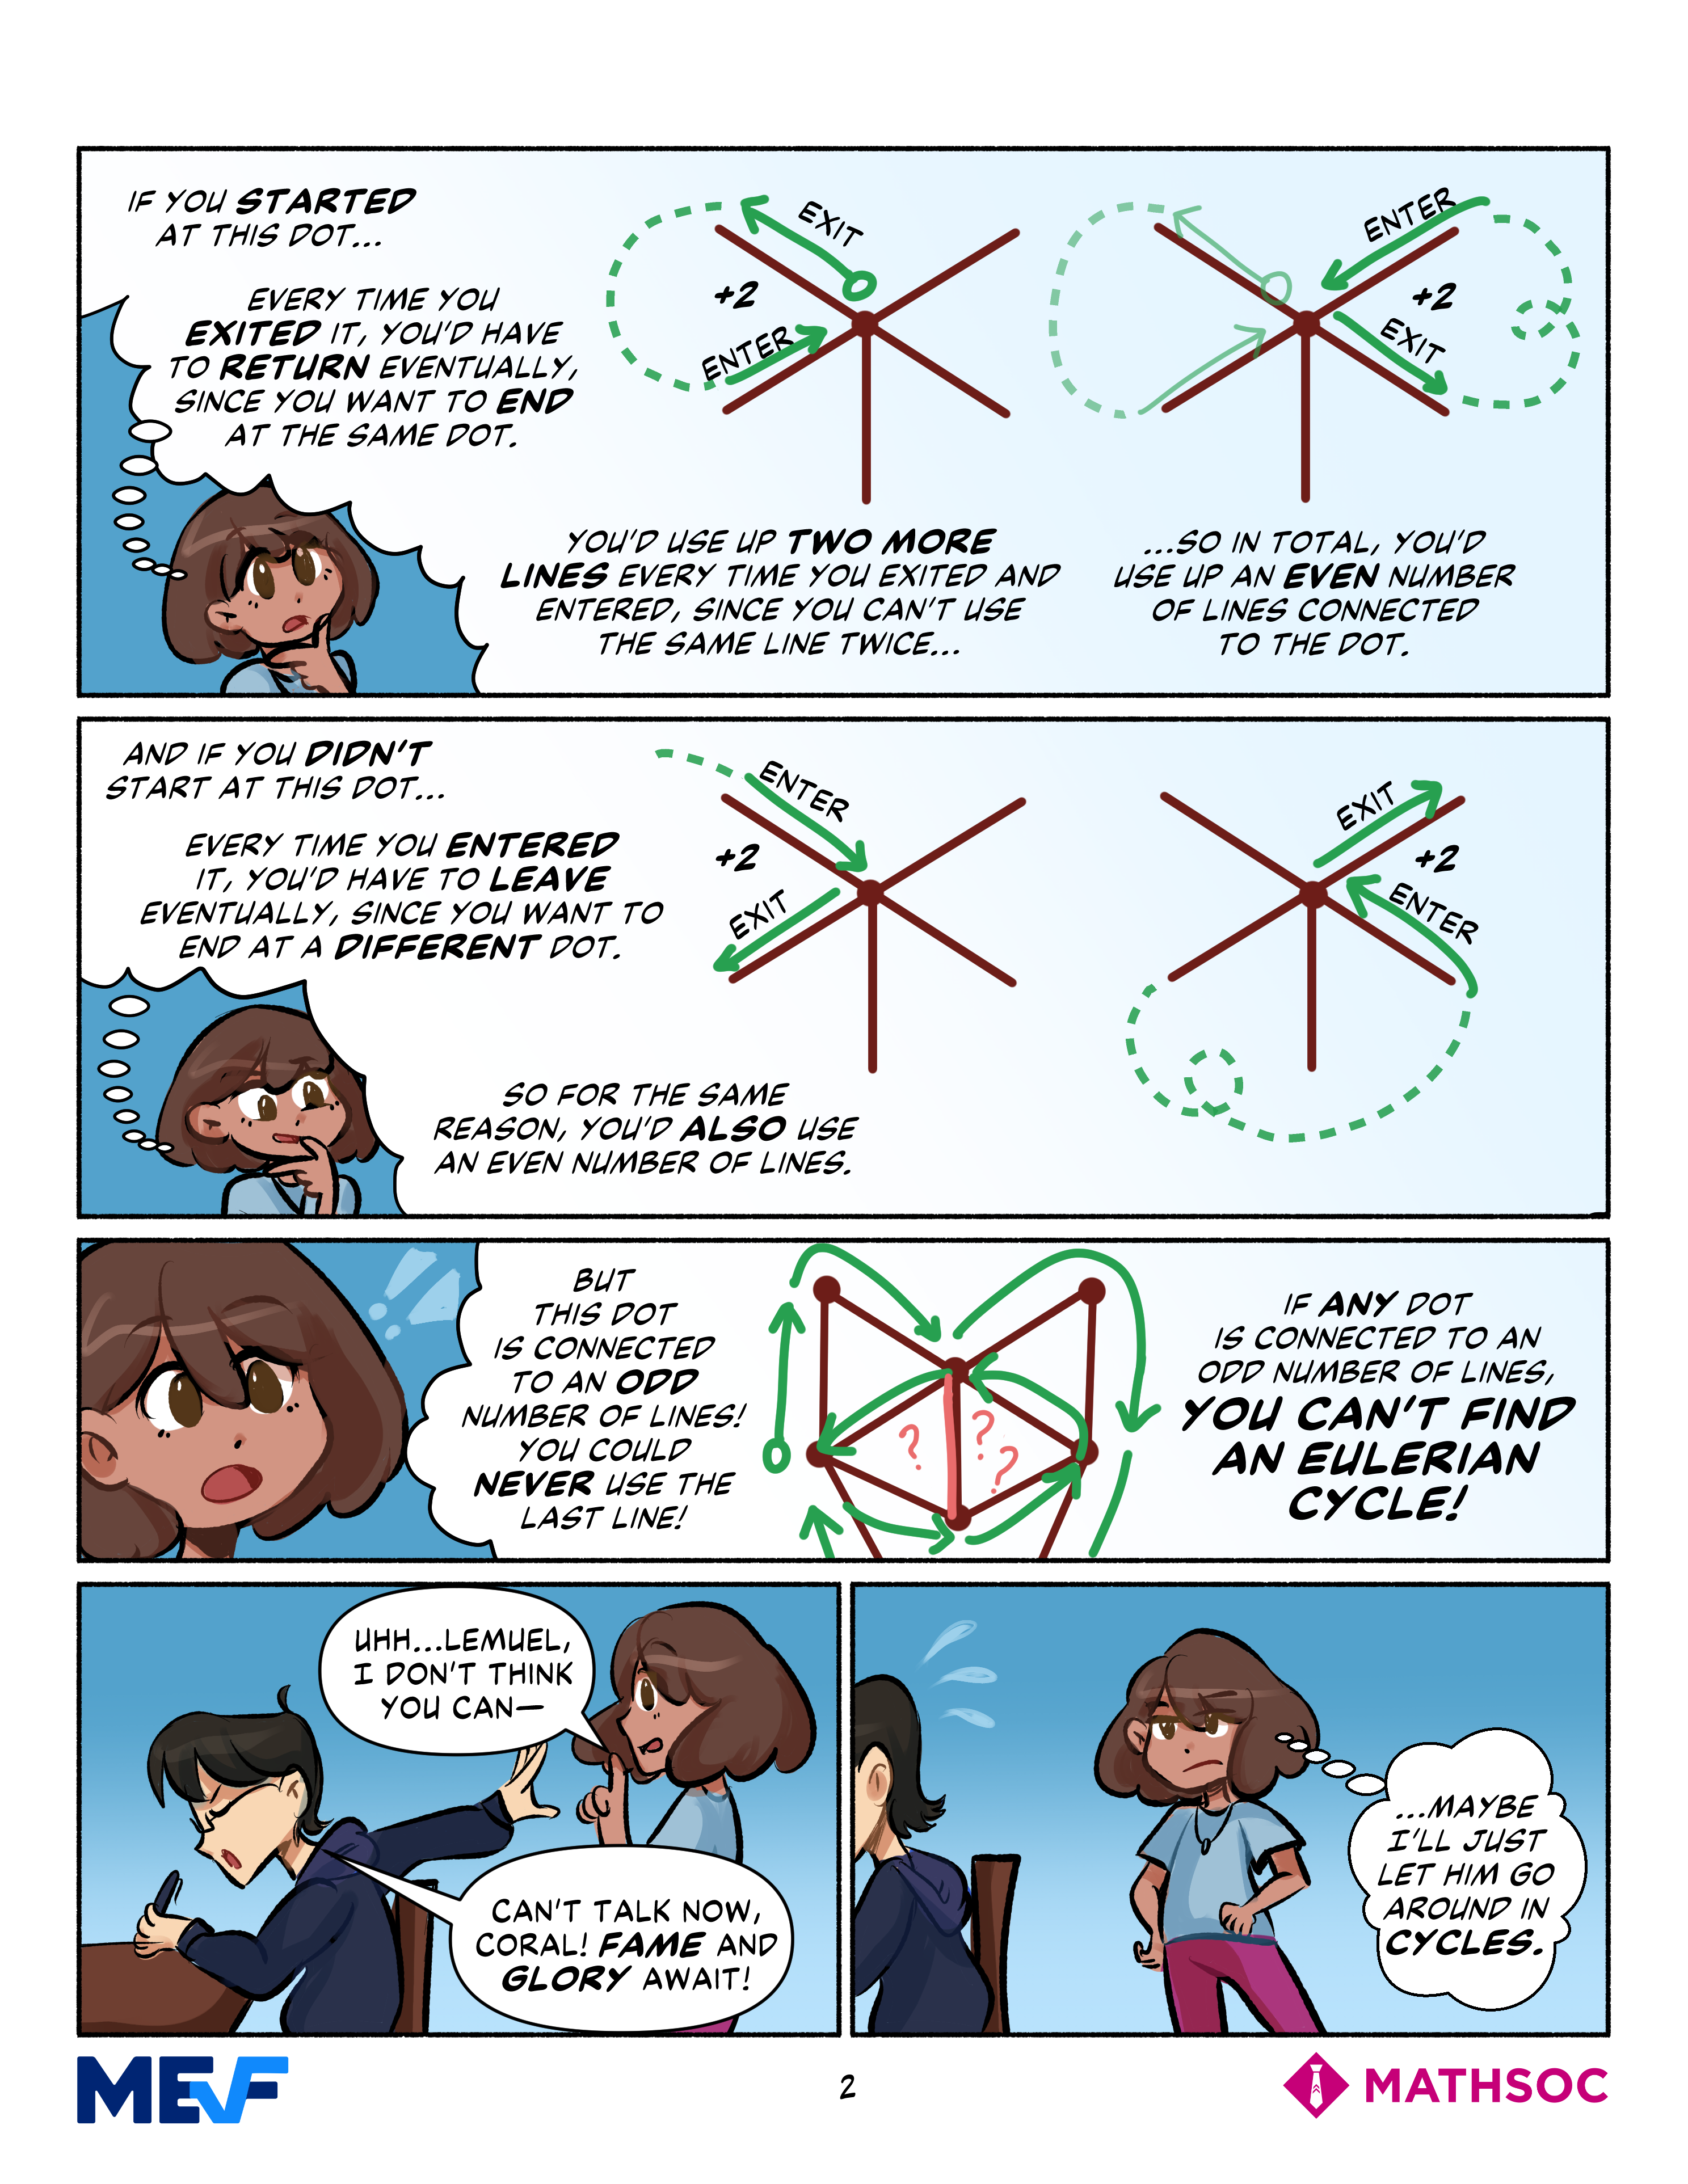 IF YOU STARTED
AT THIS DOT...
EVERY TIME YOU
EXITED IT, YOU'D HAVE
TO RETURN EVENTUALLY,
SINCE YOU WANT TO END
AT THE SAME DOT.
EXIT
+2
ENTER
ENTER
+2
EXIT
YOU'D USE UP TWO MORE
LINES EVERY TIME YOU EXITED AND
ENTERED, SINCE YOU CAN'T USE
THE SAME LINE TWICE...
...SO IN TOTAL, YOU'D
USE UP AN EVEN NUMBER
OF LINES CONNECTED
TO THE DOT.
AND IF YOU DIDN'T
START AT THIS DOT...
EVERY TIME YOU ENTERED
IT, YOU'D HAVE TO LEAVE
EVENTUALLY, SINCE YOU WANT TO
END AT A DIFFERENT DOT.
ENTER
+2
EXIT
EXIT
+2
ENTER
SO FOR THE SAME
REASON, YOU'D ALSO USE
AN EVEN NUMBER OF LINES.
!!
BUT
THIS DOT
IS CONNECTED
TO AN ODD
NUMBER OF LINES!
YOU COULD
NEVER USE THE
LAST LINE!
? ? ?
IF ANY DOT
IS CONNECTED TO AN
ODD NUMBER OF LINES,
YOU CAN'T FIND
AN EULERIAN
CYCLE!
UHH...LEMUEL,
I DON'T THINK
YOU CAN—
CAN'T TALK NOW,
CORAL! FAME AND
GLORY AWAIT!
...MAYBE
I'LL JUST
LET HIM GO
AROUND IN
CYCLES.
MEF
2
MATHSOC